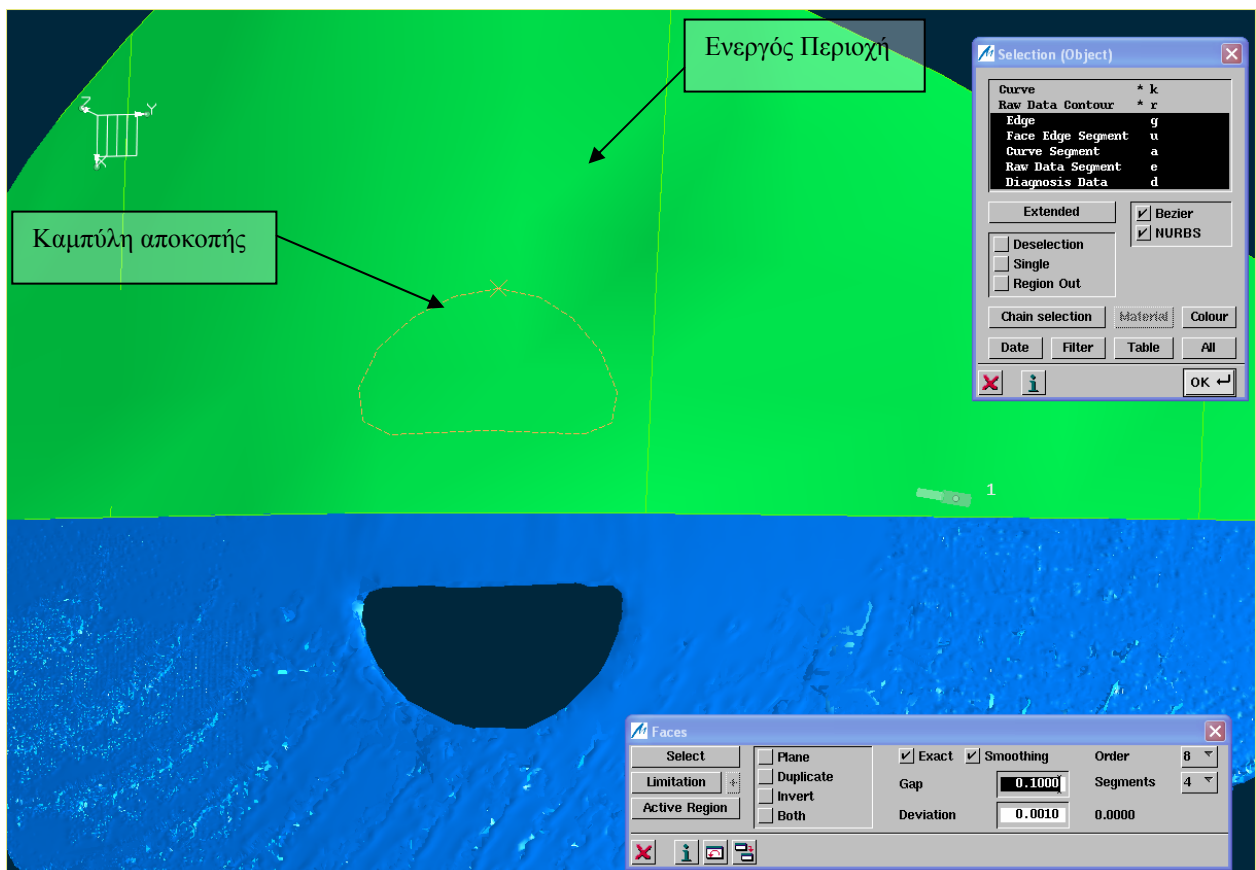 Ενεργός Περιοχή
Selection (Object)
Curve * k
Raw Data Contour * r
Edge g
Face Edge Segment u
Curve Segment a
Raw Data Segment e
Diagnosis Data d
Extended
Bezier
NURBS
Deselection
Single
Region Out
Chain selection Material Colour
Date Filter Table All
OK
Z Y
X
Καμπύλη αποκοπής
1
Faces
Select Plane Exact Smoothing Order 8
Limitation + Duplicate Gap 0.1000 Segments 4
Invert
Active Region Both Deviation 0.0010 0.0000